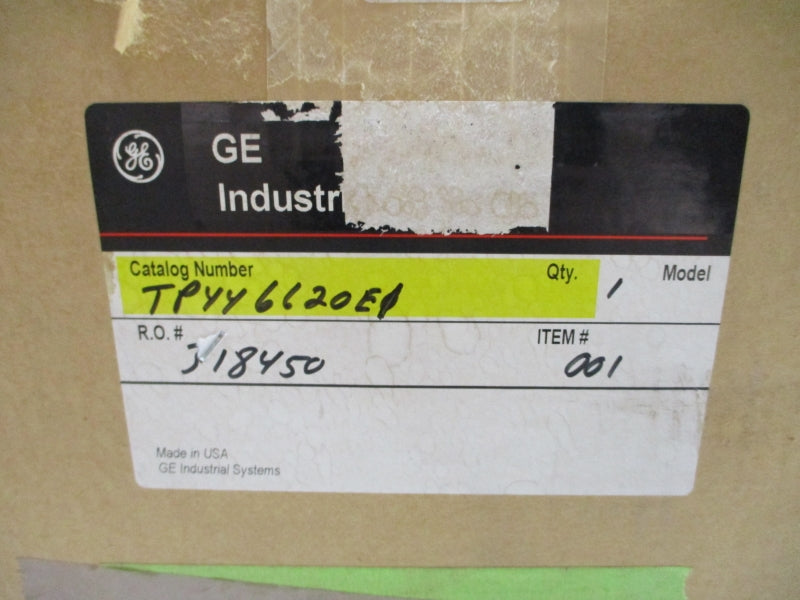 GE
Industri
Catalog Number Qty. Model
TPYY6620EØ 1
R.O. # ITEM #
318450 001
Made in USA
GE Industrial Systems